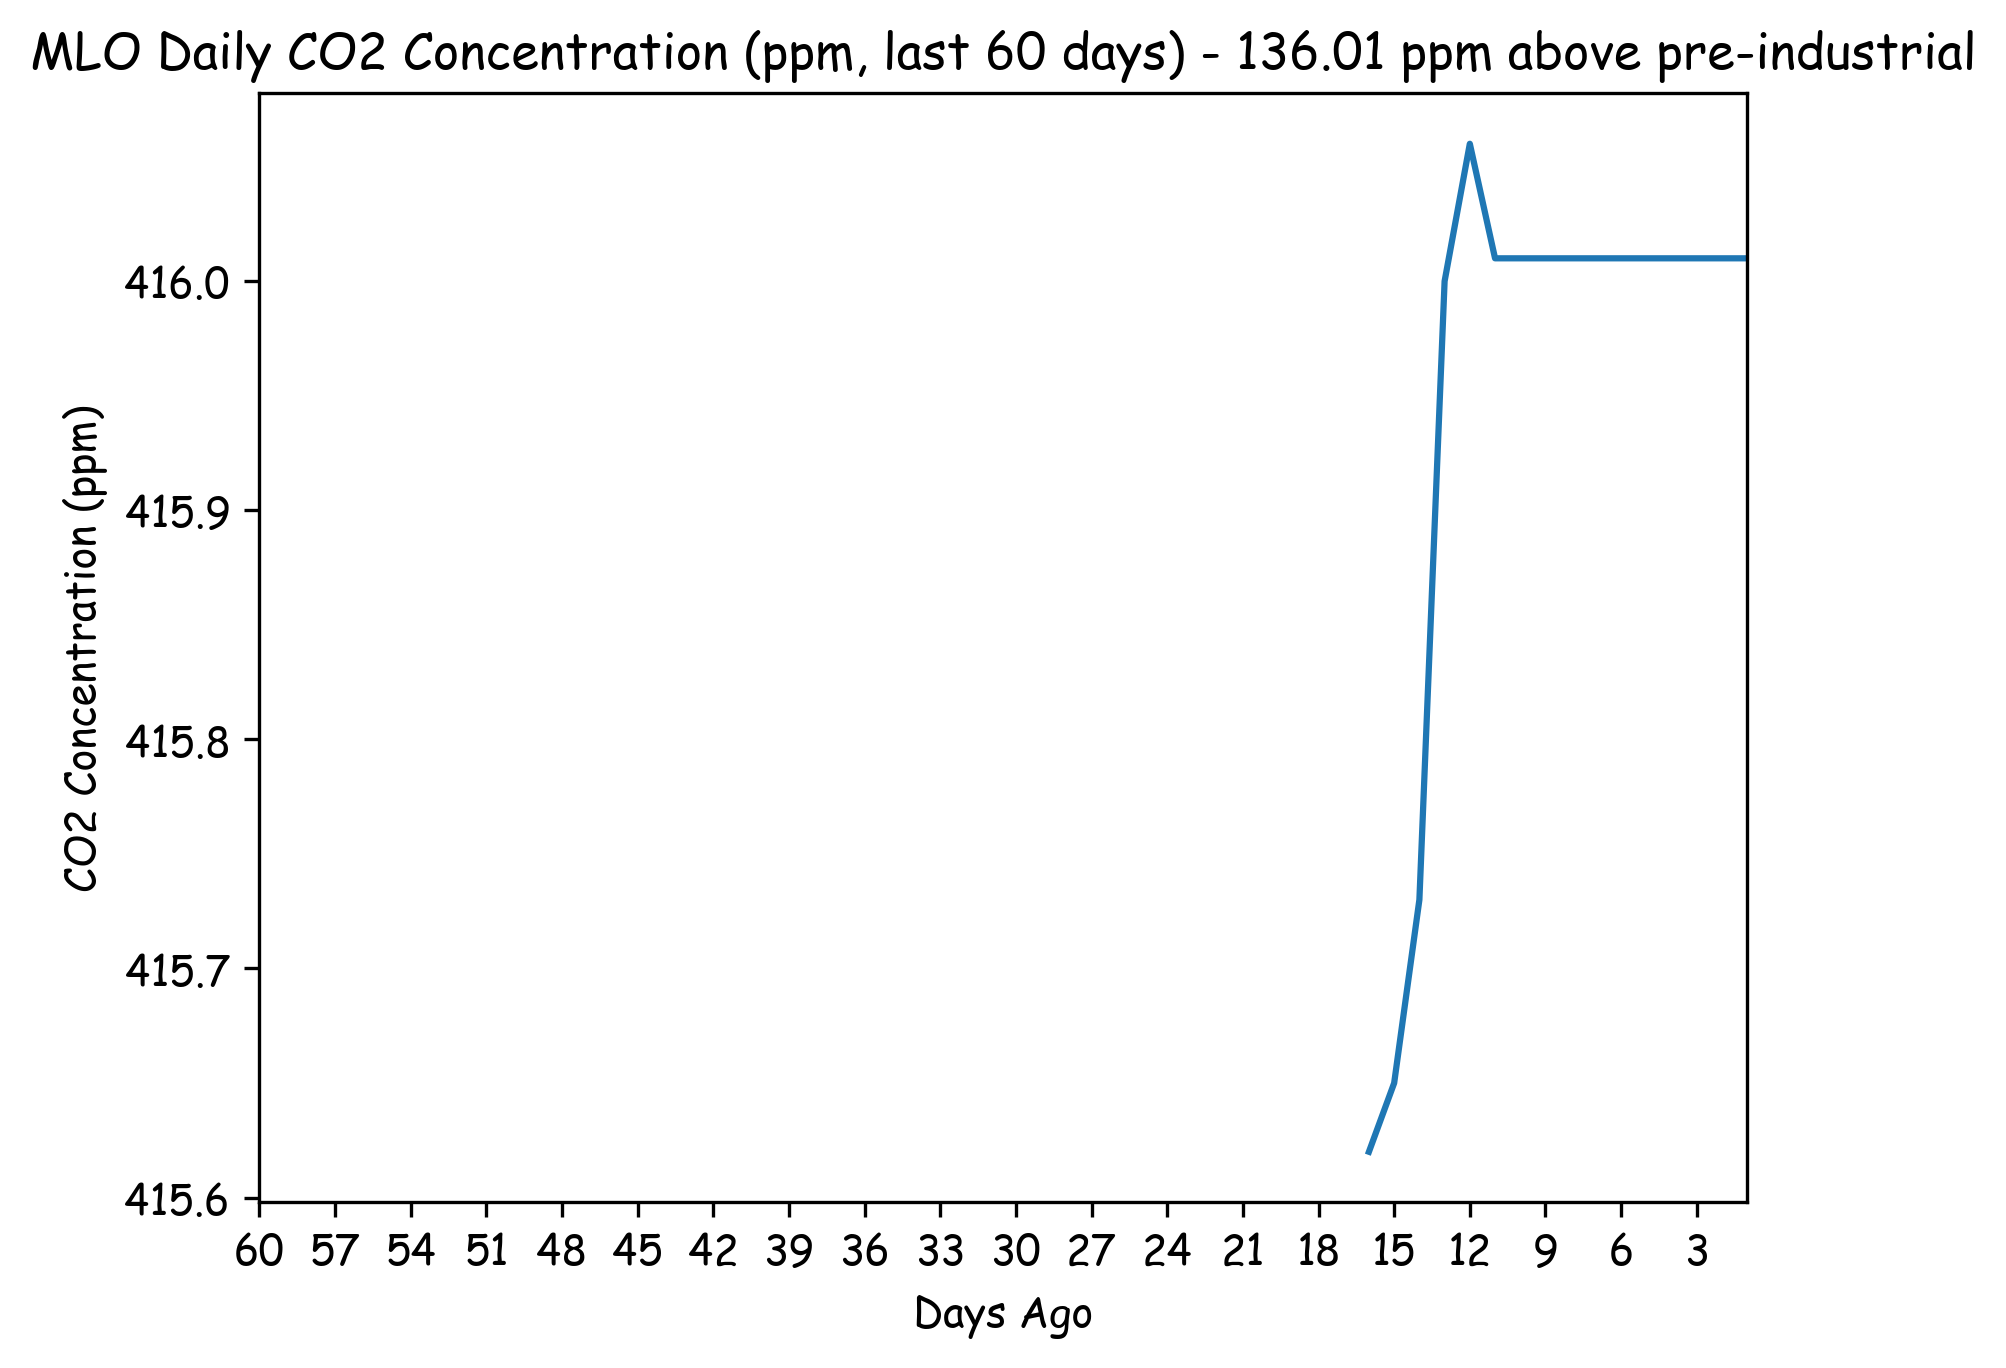 MLO Daily CO2 Concentration (ppm, last 60 days) - 136.01 ppm above pre-industrial
CO2 Concentration (ppm)
416.0
415.9
415.8
415.7
415.6
60 57 54 51 48 45 42 39 36 33 30 27 24 21 18 15 12 9 6 3
Days Ago